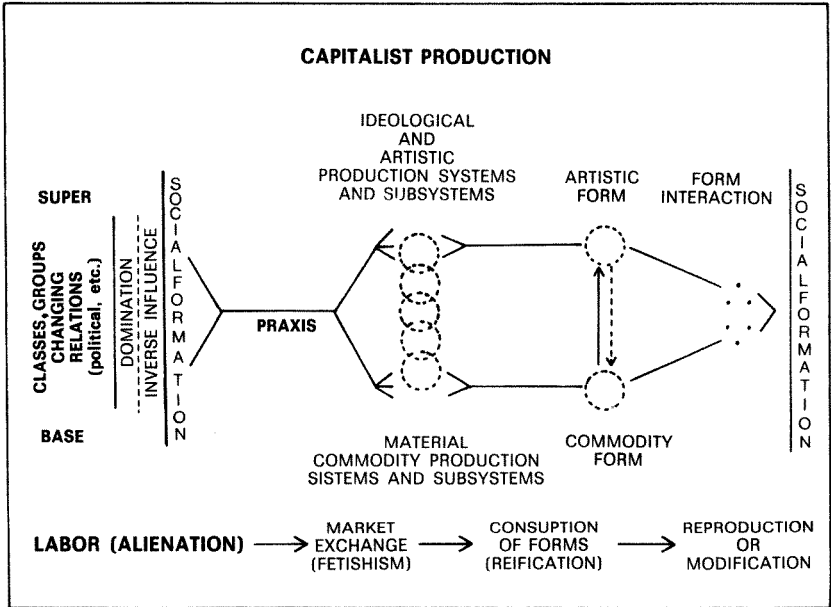 CAPITALIST PRODUCTION
IDEOLOGICAL
AND
ARTISTIC
PRODUCTION SYSTEMS
AND SUBSYSTEMS
ARTISTIC
FORM
FORM
INTERACTION
SUPER
CLASSES, GROUPS
CHANGING
RELATIONS
(political, etc.)
DOMINATION
INVERSE INFLUENCE
SOCIALFORMATION
PRAXIS
SOCIALFORMATION
BASE
MATERIAL
COMMODITY PRODUCTION
SISTEMS AND SUBSYSTEMS
COMMODITY
FORM
LABOR (ALIENATION)
MARKET
EXCHANGE
(FETISHISM)
CONSUPTION
OF FORMS
(REIFICATION)
REPRODUCTION
OR
MODIFICATION